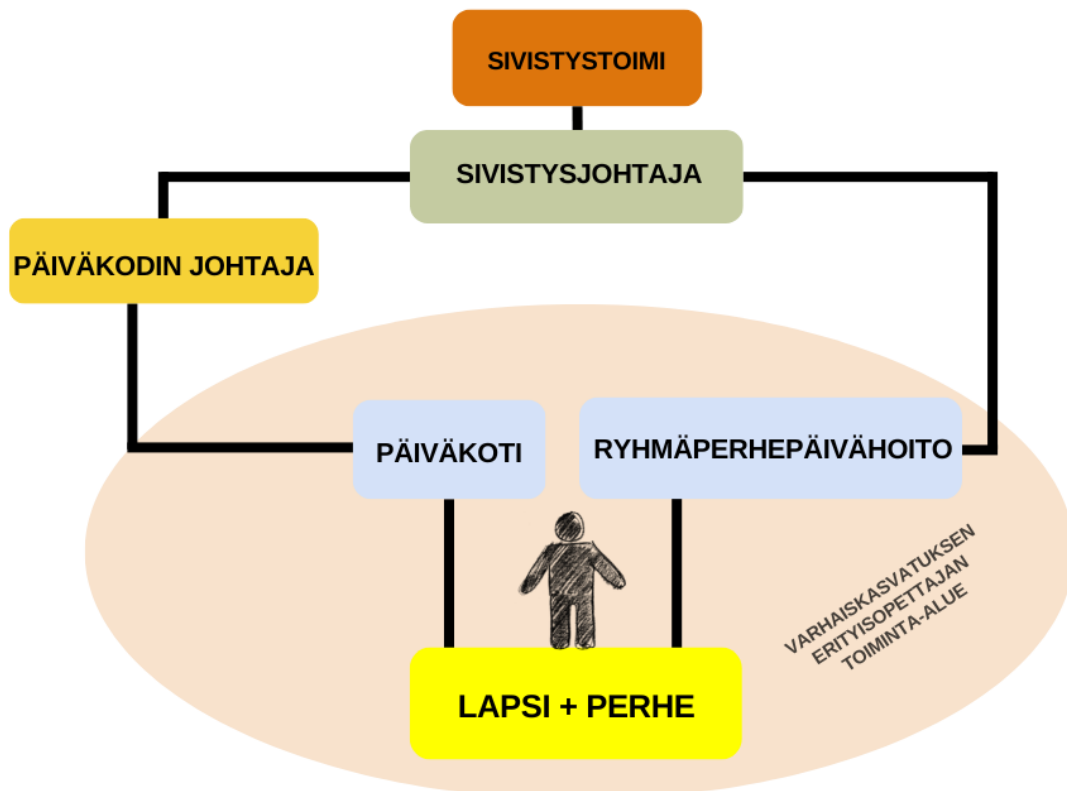 SIVISTYSTOIMI
SIVISTYSJOHTAJA
PÄIVÄKODIN JOHTAJA
PÄIVÄKOTI
RYHMÄPERHEPÄIVÄHOITO
VARHAISKASVATUKSEN
ERITYISOPETTAJAN
TOIMINTA-ALUE
LAPSI + PERHE